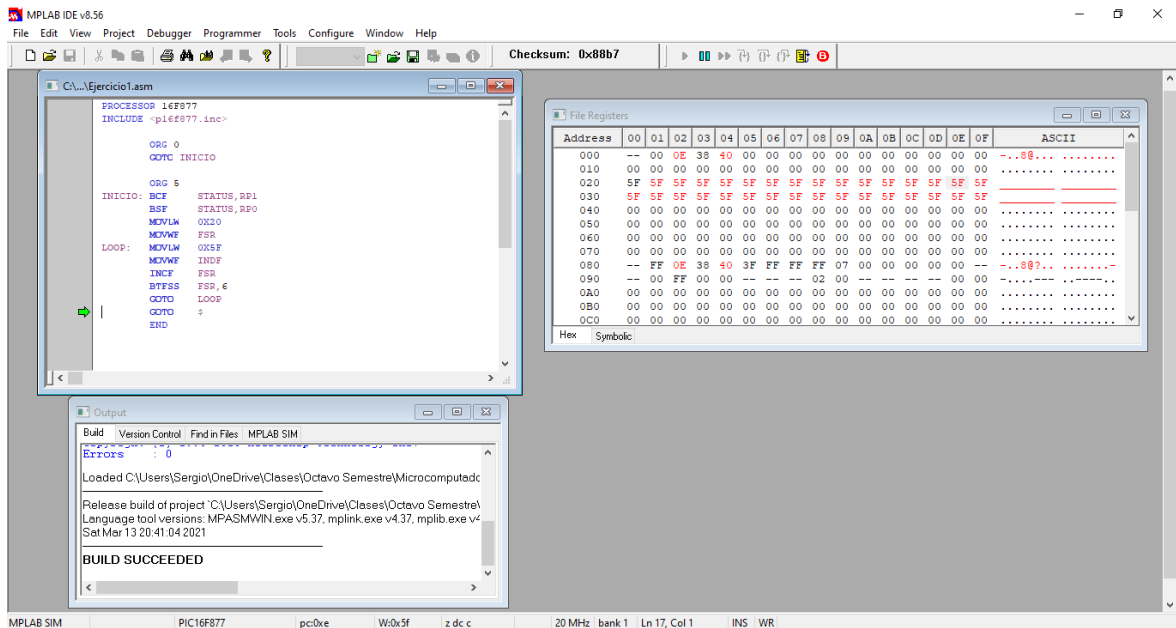 MPLAB IDE v8.56
File Edit View Project Debugger Programmer Tools Configure Window Help
Checksum: 0x88b7
C:\...\Ejercicio1.asm
PROCESSOR 16F877
INCLUDE <p16f877.inc>
ORG 0
GOTO INICIO
ORG 5
INICIO: BCF STATUS,RP1
BSF STATUS,RP0
MOVLW 0X20
MOVWF FSR
LOOP: MOVLW 0X5F
MOVWF INDF
INCF FSR
BTFSS FSR,6
GOTO LOOP
GOTO $
END
File Registers
Address 00 01 02 03 04 05 06 07 08 09 0A 0B 0C 0D 0E 0F ASCII
000 -- 00 0E 38 40 00 00 00 00 00 00 00 00 00 00 00 -..8@... ........
010 00 00 00 00 00 00 00 00 00 00 00 00 00 00 00 00 ........ ........
020 5F 5F 5F 5F 5F 5F 5F 5F 5F 5F 5F 5F 5F 5F 5F 5F ________ ________
030 5F 5F 5F 5F 5F 5F 5F 5F 5F 5F 5F 5F 5F 5F 5F 5F ________ ________
040 00 00 00 00 00 00 00 00 00 00 00 00 00 00 00 00 ........ ........
050 00 00 00 00 00 00 00 00 00 00 00 00 00 00 00 00 ........ ........
060 00 00 00 00 00 00 00 00 00 00 00 00 00 00 00 00 ........ ........
070 00 00 00 00 00 00 00 00 00 00 00 00 00 00 00 00 ........ ........
080 -- FF 0E 38 40 3F FF FF FF 07 00 00 00 00 00 -- -..8@?.. .......-
090 -- 00 FF 00 00 -- -- -- 02 00 -- -- -- -- 00 00 -....--- ..----..
0A0 00 00 00 00 00 00 00 00 00 00 00 00 00 00 00 00 ........ ........
0B0 00 00 00 00 00 00 00 00 00 00 00 00 00 00 00 00 ........ ........
0C0 00 00 00 00 00 00 00 00 00 00 00 00 00 00 00 00 ........ ........
Hex Symbolic
Output
Build Version Control Find in Files MPLAB SIM
Errors : 0
Loaded C:\Users\Sergio\OneDrive\Clases\Octavo Semestre\Microcomputadc
Release build of project `C:\Users\Sergio\OneDrive\Clases\Octavo Semestre\
Language tool versions: MPASMWIN.exe v5.37, mplink.exe v4.37, mplib.exe v4
Sat Mar 13 20:41:04 2021
BUILD SUCCEEDED
MPLAB SIM PIC16F877 pc:0xe W:0x5f z dc c 20 MHz bank 1 Ln 17, Col 1 INS WR